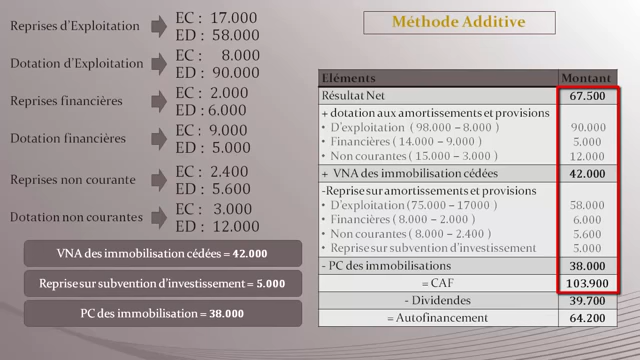 Méthode Additive
Reprises d'Exploitation EC : 17.000
ED : 58.000
Dotation d'Exploitation EC : 8.000
ED : 90.000
Reprises financières EC : 2.000
ED : 6.000
Dotation financières EC : 9.000
ED : 5.000
Reprises non courante EC : 2.400
ED : 5.600
Dotation non courantes EC : 3.000
ED : 12.000
VNA des immobilisation cédées = 42.000
Reprise sur subvention d'investissement = 5.000
PC des immobilisation = 38.000
Eléments Montant
Résultat Net 67.500
+ dotation aux amortissements et provisions
• D'exploitation ( 98.000 – 8.000 ) 90.000
• Financières ( 14.000 – 9.000 ) 5.000
• Non courantes ( 15.000 – 3.000 ) 12.000
+ VNA des immobilisation cédées 42.000
-Reprise sur amortissements et provisions
• D'exploitation (75.000 – 17000 ) 58.000
• Financières ( 8.000 – 2.000 ) 6.000
• Non courantes ( 8.000 – 2.400 ) 5.600
• Reprise sur subvention d'investissement 5.000
- PC des immobilisations 38.000
= CAF 103.900
- Dividendes 39.700
= Autofinancement 64.200